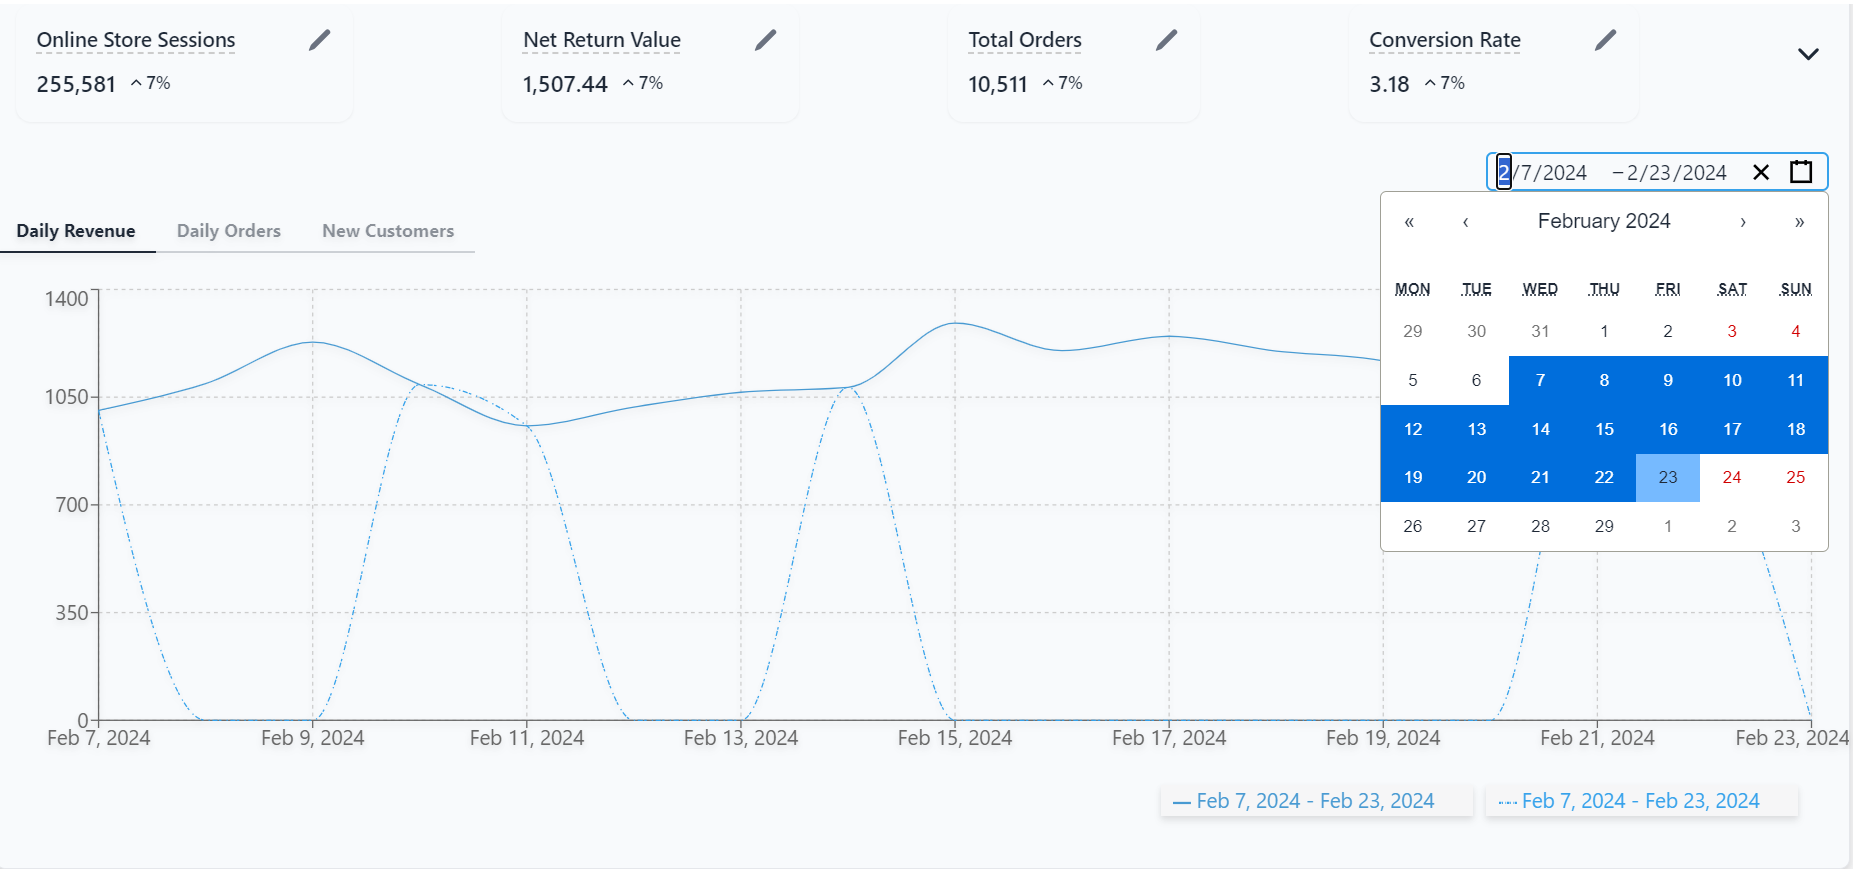 Online Store Sessions
255,581 7%
Net Return Value
1,507.44 7%
Total Orders
10,511 7%
Conversion Rate
3.18 7%
2/7/2024 – 2/23/2024
« ‹ February 2024 › »
MON TUE WED THU FRI SAT SUN
29 30 31 1 2 3 4
5 6 7 8 9 10 11
12 13 14 15 16 17 18
19 20 21 22 23 24 25
26 27 28 29 1 2 3
Daily Revenue Daily Orders New Customers
1400
1050
700
350
0
Feb 7, 2024 Feb 9, 2024 Feb 11, 2024 Feb 13, 2024 Feb 15, 2024 Feb 17, 2024 Feb 19, 2024 Feb 21, 2024 Feb 23, 2024
Feb 7, 2024 - Feb 23, 2024 Feb 7, 2024 - Feb 23, 2024